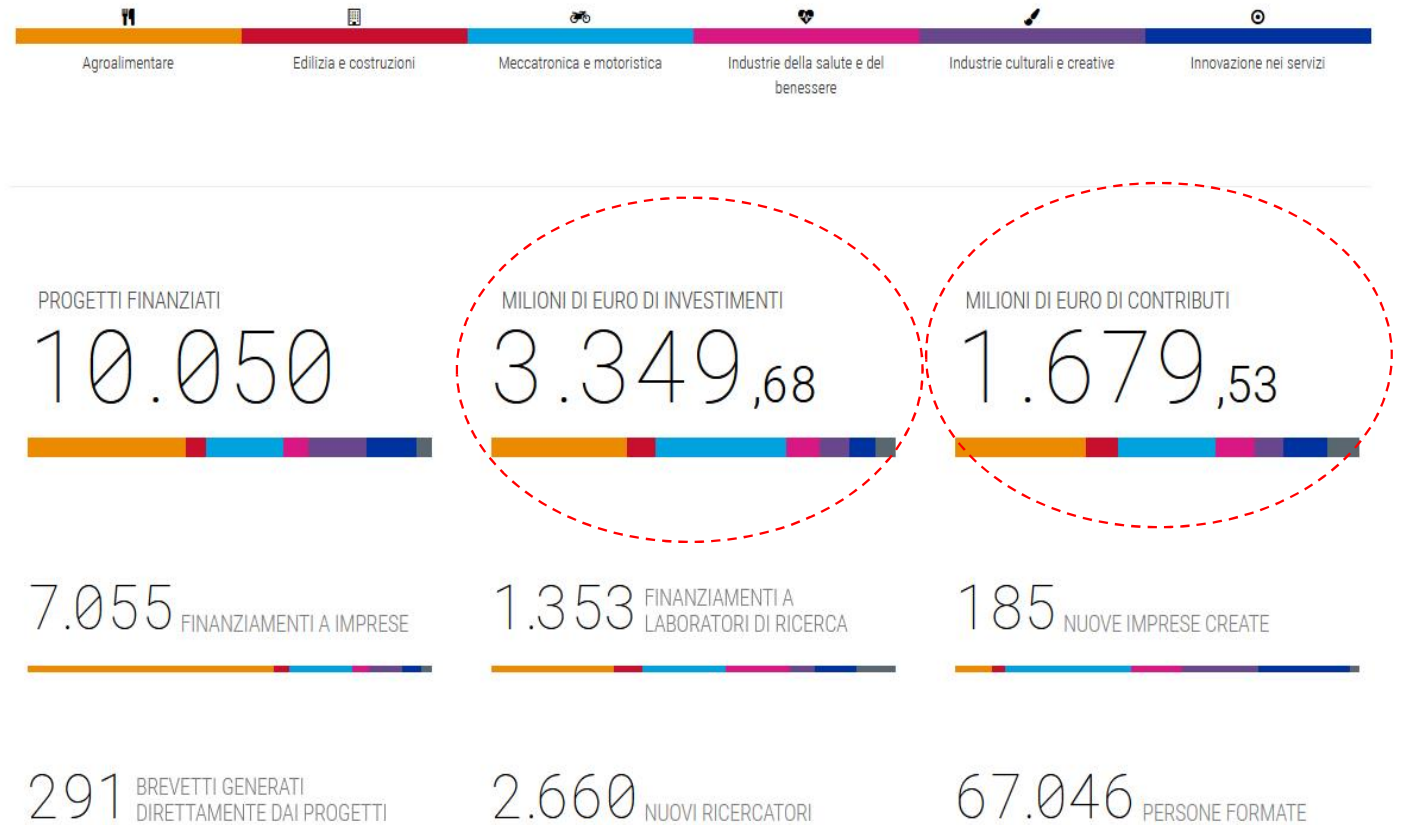 Agroalimentare
Edilizia e costruzioni
Meccatronica e motoristica
Industrie della salute e del
benessere
Industrie culturali e creative
Innovazione nei servizi
PROGETTI FINANZIATI
10.050
MILIONI DI EURO DI INVESTIMENTI
3.349,68
MILIONI DI EURO DI CONTRIBUTI
1.679,53
7.055 FINANZIAMENTI A IMPRESE
1.353 FINANZIAMENTI A
LABORATORI DI RICERCA
185 NUOVE IMPRESE CREATE
291 BREVETTI GENERATI
DIRETTAMENTE DAI PROGETTI
2.660 NUOVI RICERCATORI
67.046 PERSONE FORMATE